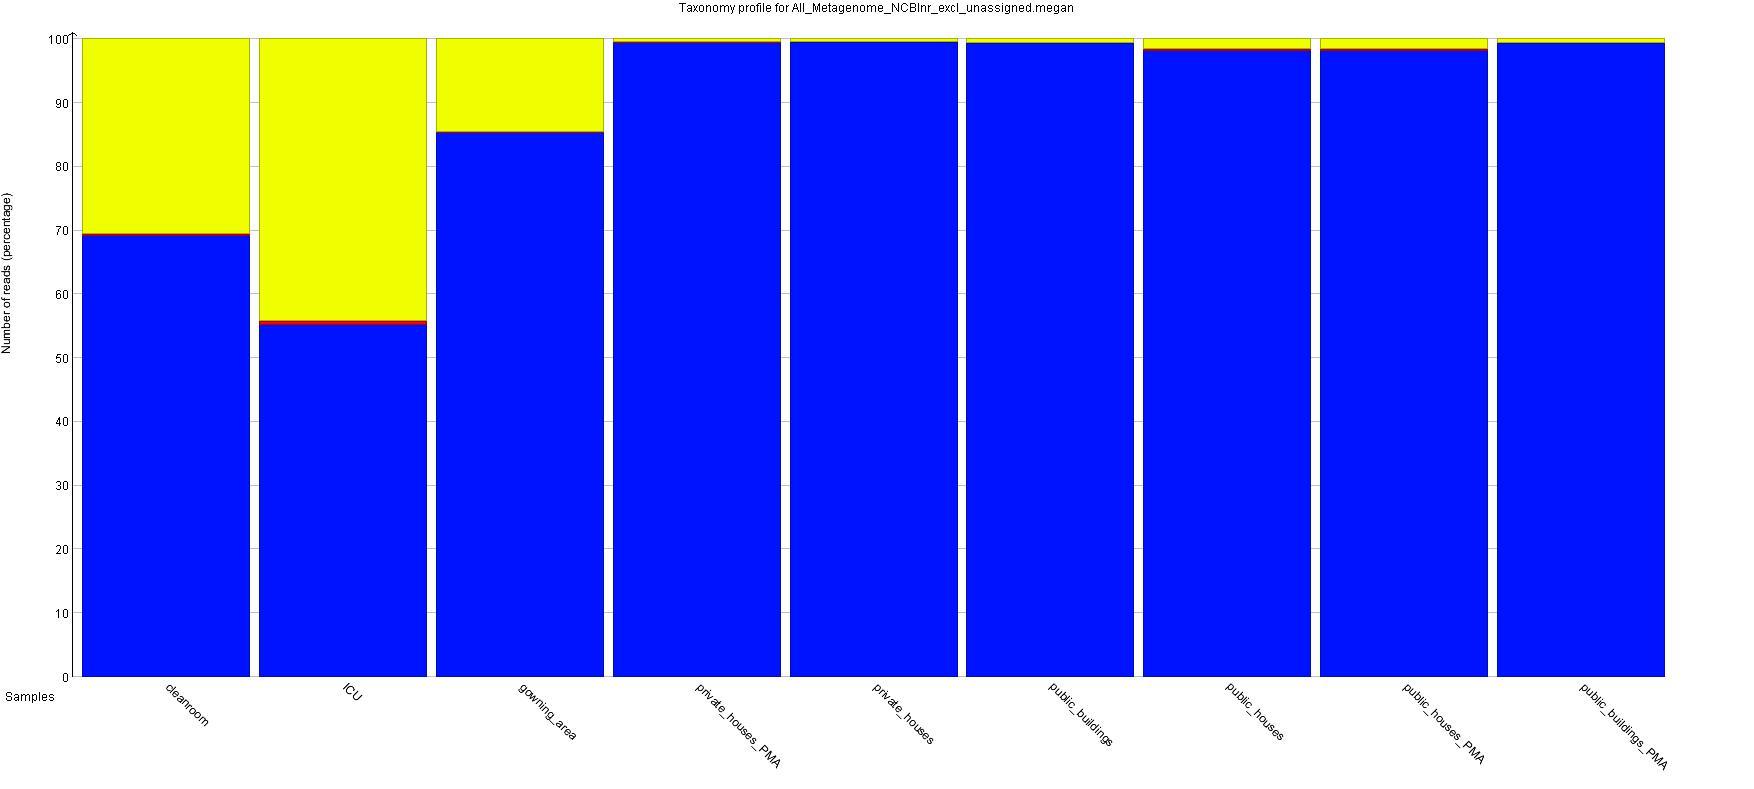 Taxonomy profile for All_Metagenome_NCBInr_excl_unassigned.megan
100
90
80
70
60
50
40
30
20
10
0
Number of reads (percentage)
Samples
cleanroom
ICU
gowning_area
private_houses_PMA
private_houses
public_buildings
public_houses
public_houses_PMA
public_buildings_PMA